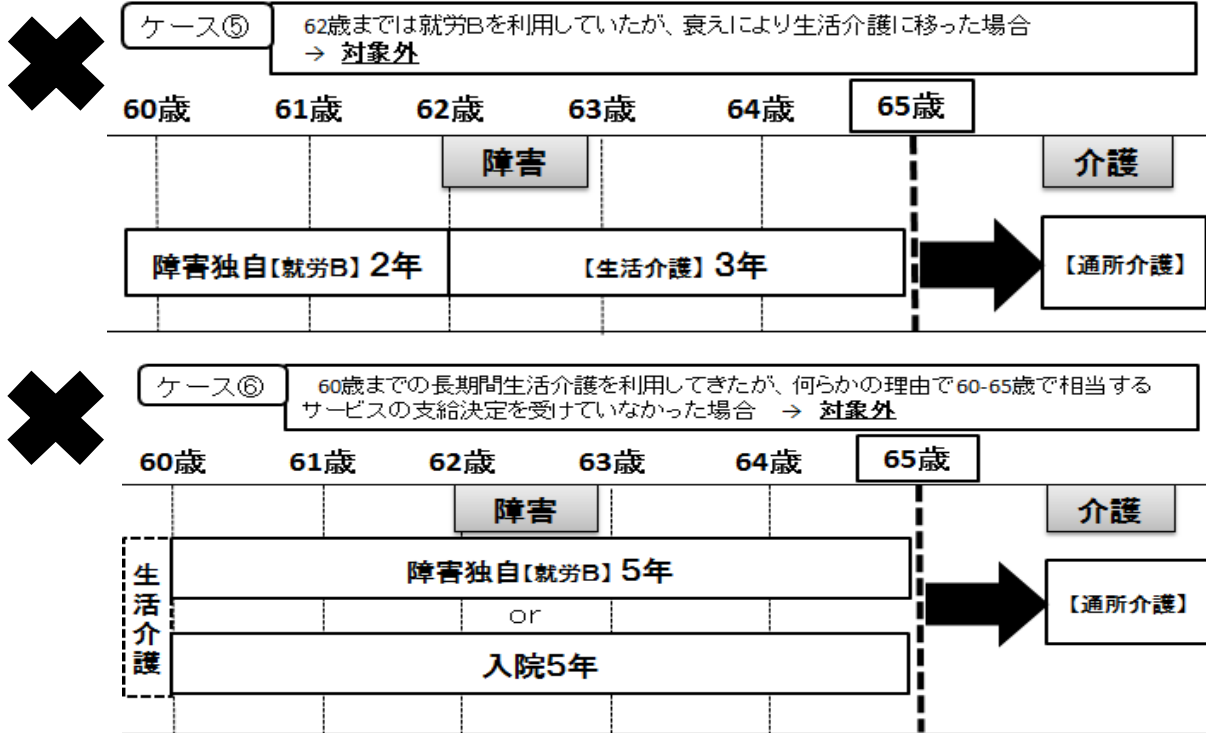 ケース⑤
62歳までは就労Bを利用していたが、衰えにより生活介護に移った場合
→ 対象外
60歳 61歳 62歳 63歳 64歳 65歳
障害 介護
障害独自【就労B】2年 【生活介護】3年 【通所介護】
ケース⑥
60歳までの長期間生活介護を利用してきたが、何らかの理由で60-65歳で相当する
サービスの支給決定を受けていなかった場合 → 対象外
60歳 61歳 62歳 63歳 64歳 65歳
障害 介護
生活介護
障害独自【就労B】5年
or
入院5年
【通所介護】